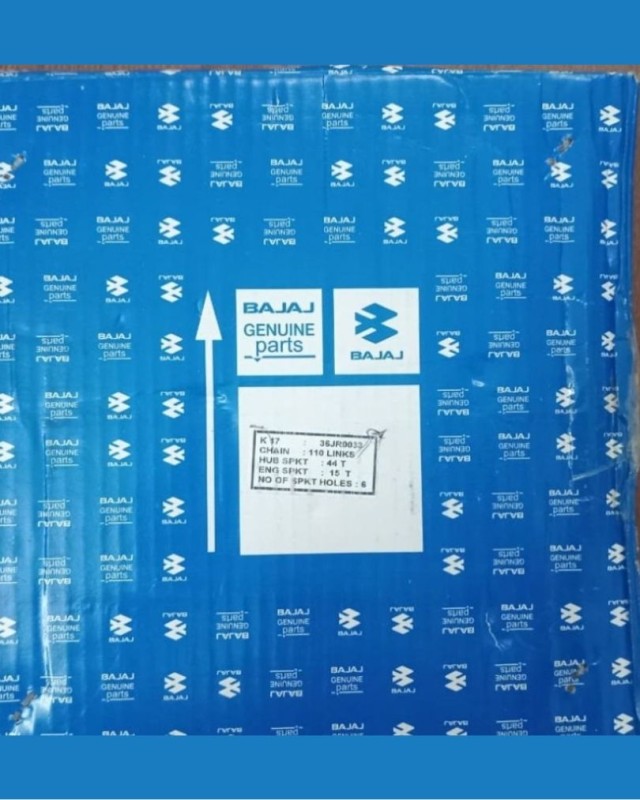 BAJAJ
GENUINE
parts
BAJAJ
K 17 : 36JR0033
CHAIN : 110 LINKS
HUB SPKT : 44 T
ENG SPKT : 15 T
NO OF SPKT HOLES : 6